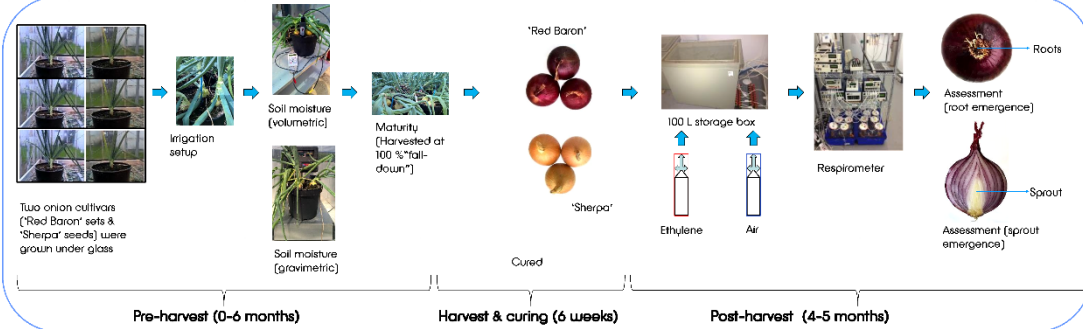 Two onion cultivars
('Red Baron' sets &
'Sherpa' seeds) were
grown under glass
Irrigation
setup
Soil moisture
(volumetric)
Soil moisture
(gravimetric)
Maturity
(Harvested at
100 %"fall-
down")
'Red Baron'
'Sherpa'
Cured
100 L storage box
Ethylene
Air
Respirometer
Roots
Assessment
(root emergence)
Sprout
Assessment (sprout
emergence)
Pre-harvest (0-6 months)
Harvest & curing (6 weeks)
Post-harvest (4-5 months)